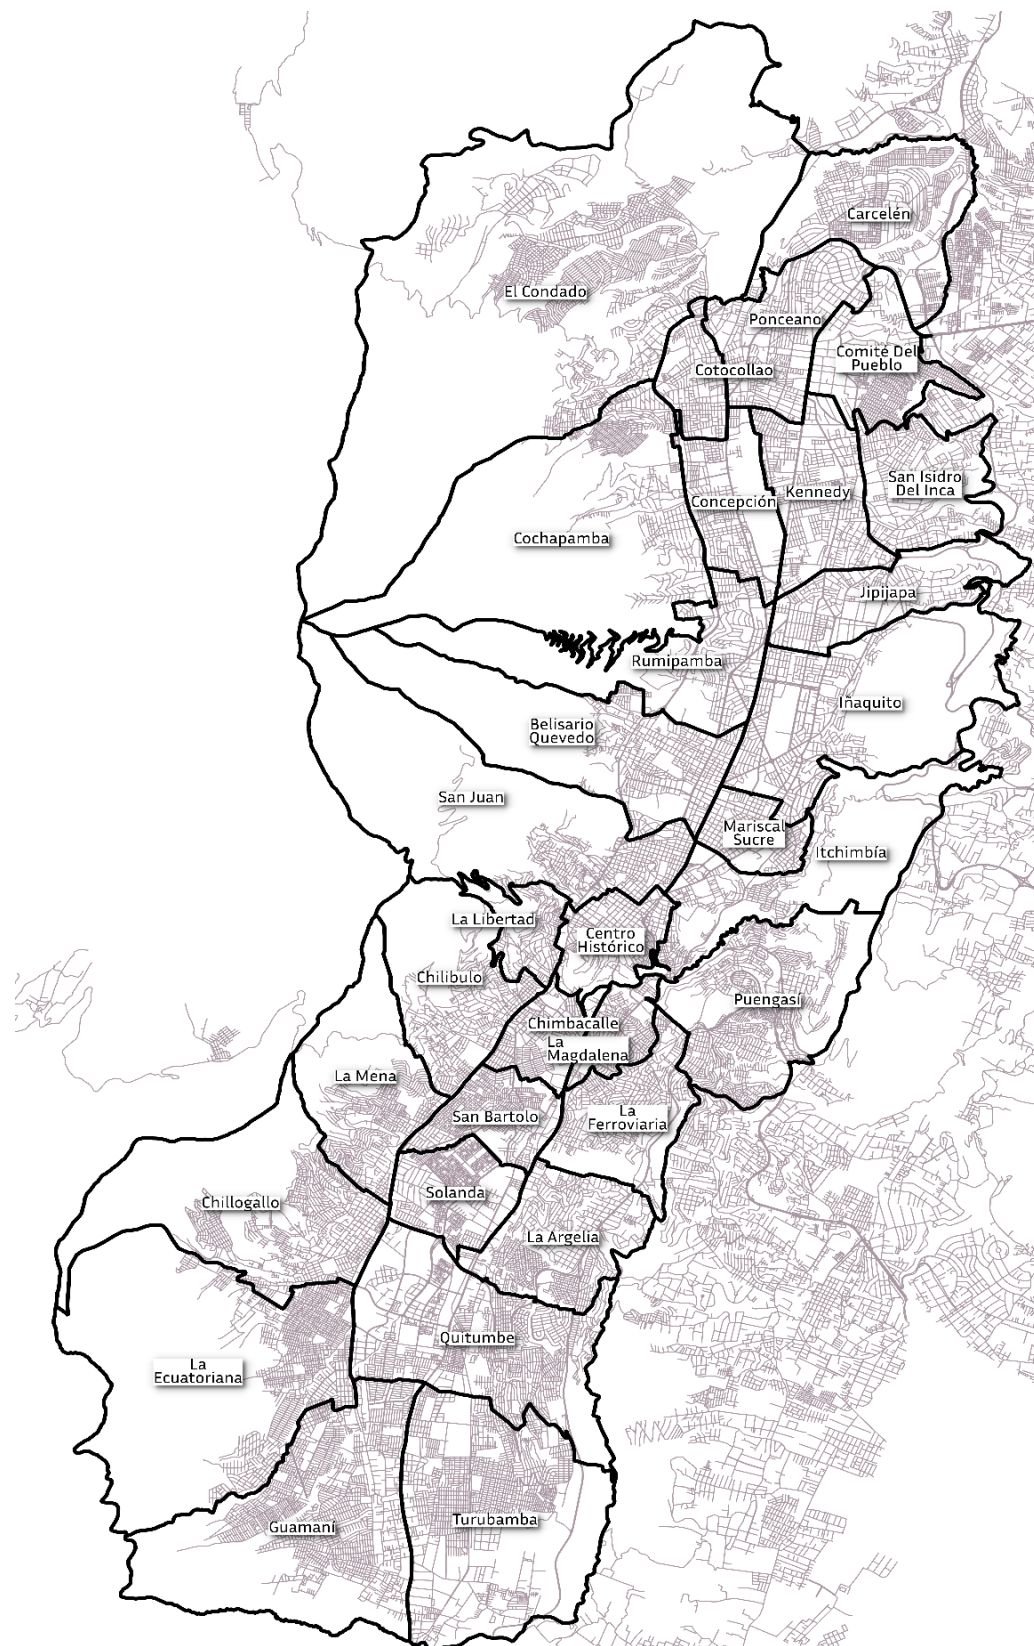 Carcelén
El Condado
Ponceano
Comité Del
Pueblo
Cotocollao
San Isidro
Del Inca
Kennedy
Concepción
Cochapamba
Jipijapa
Rumipamba
Iñaquito
Belisario
Quevedo
San Juan
Mariscal
Sucre
Itchimbía
La Libertad
Centro
Histórico
Chilibulo
Puengasí
Chimbacalle
La
Magdalena
La Mena
San Bartolo
La
Ferroviaria
Solanda
Chillogallo
La Argelia
Quitumbe
La
Ecuatoriana
Turubamba
Guamaní